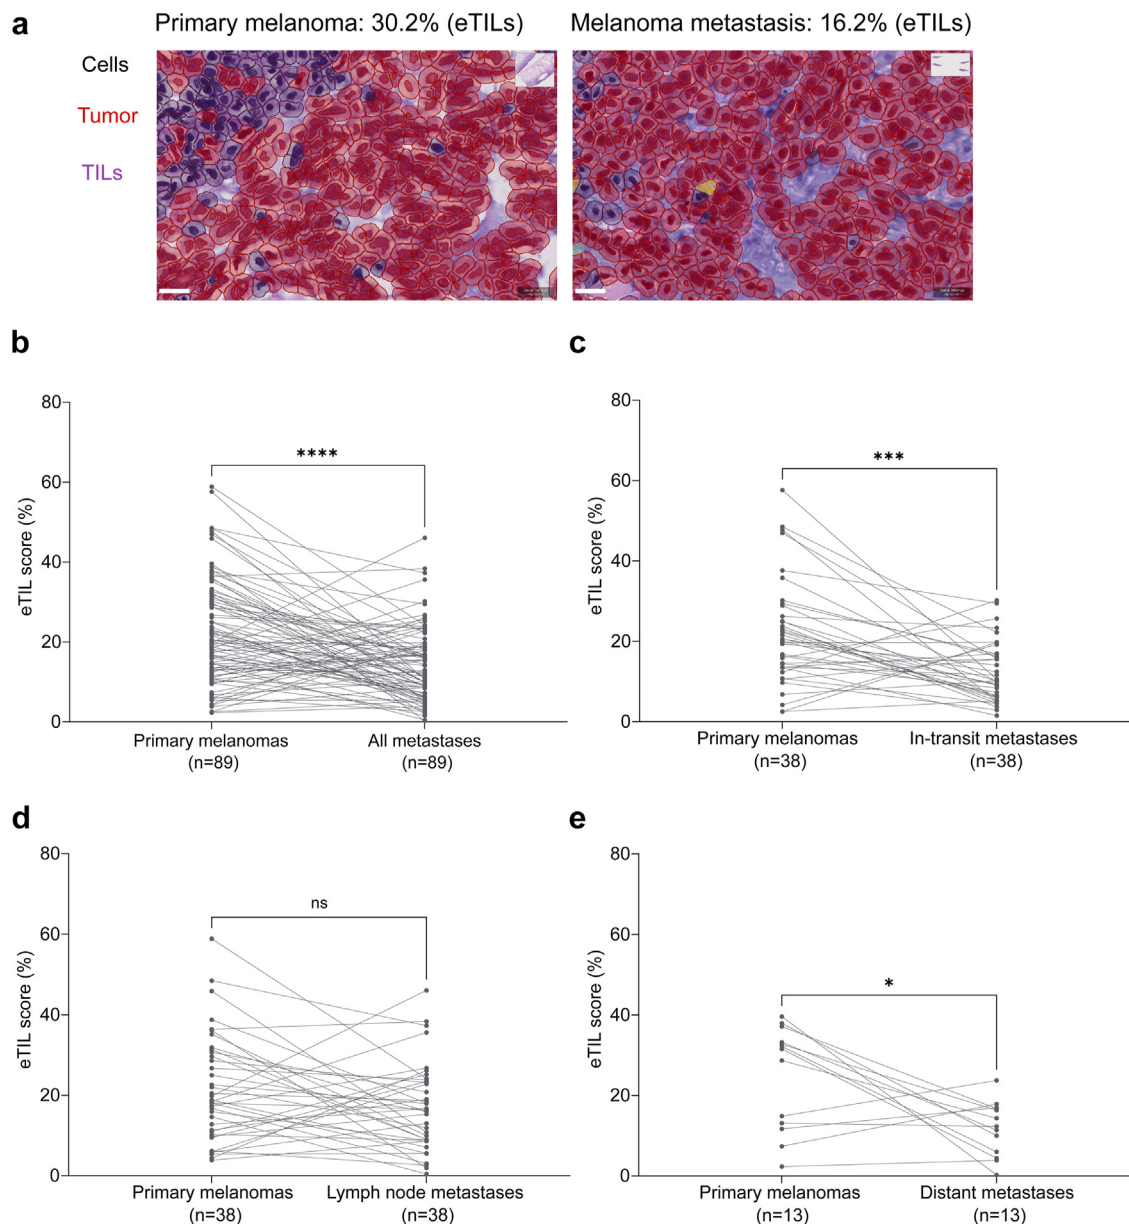 a
Primary melanoma: 30.2% (eTILs)
Melanoma metastasis: 16.2% (eTILs)
Cells
Tumor
TILs
b
80
60
40
20
0
eTIL score (%)
****
Primary melanomas
(n=89)
All metastases
(n=89)
c
80
60
40
20
0
eTIL score (%)
***
Primary melanomas
(n=38)
In-transit metastases
(n=38)
d
80
60
40
20
0
eTIL score (%)
ns
Primary melanomas
(n=38)
Lymph node metastases
(n=38)
e
80
60
40
20
0
eTIL score (%)
*
Primary melanomas
(n=13)
Distant metastases
(n=13)